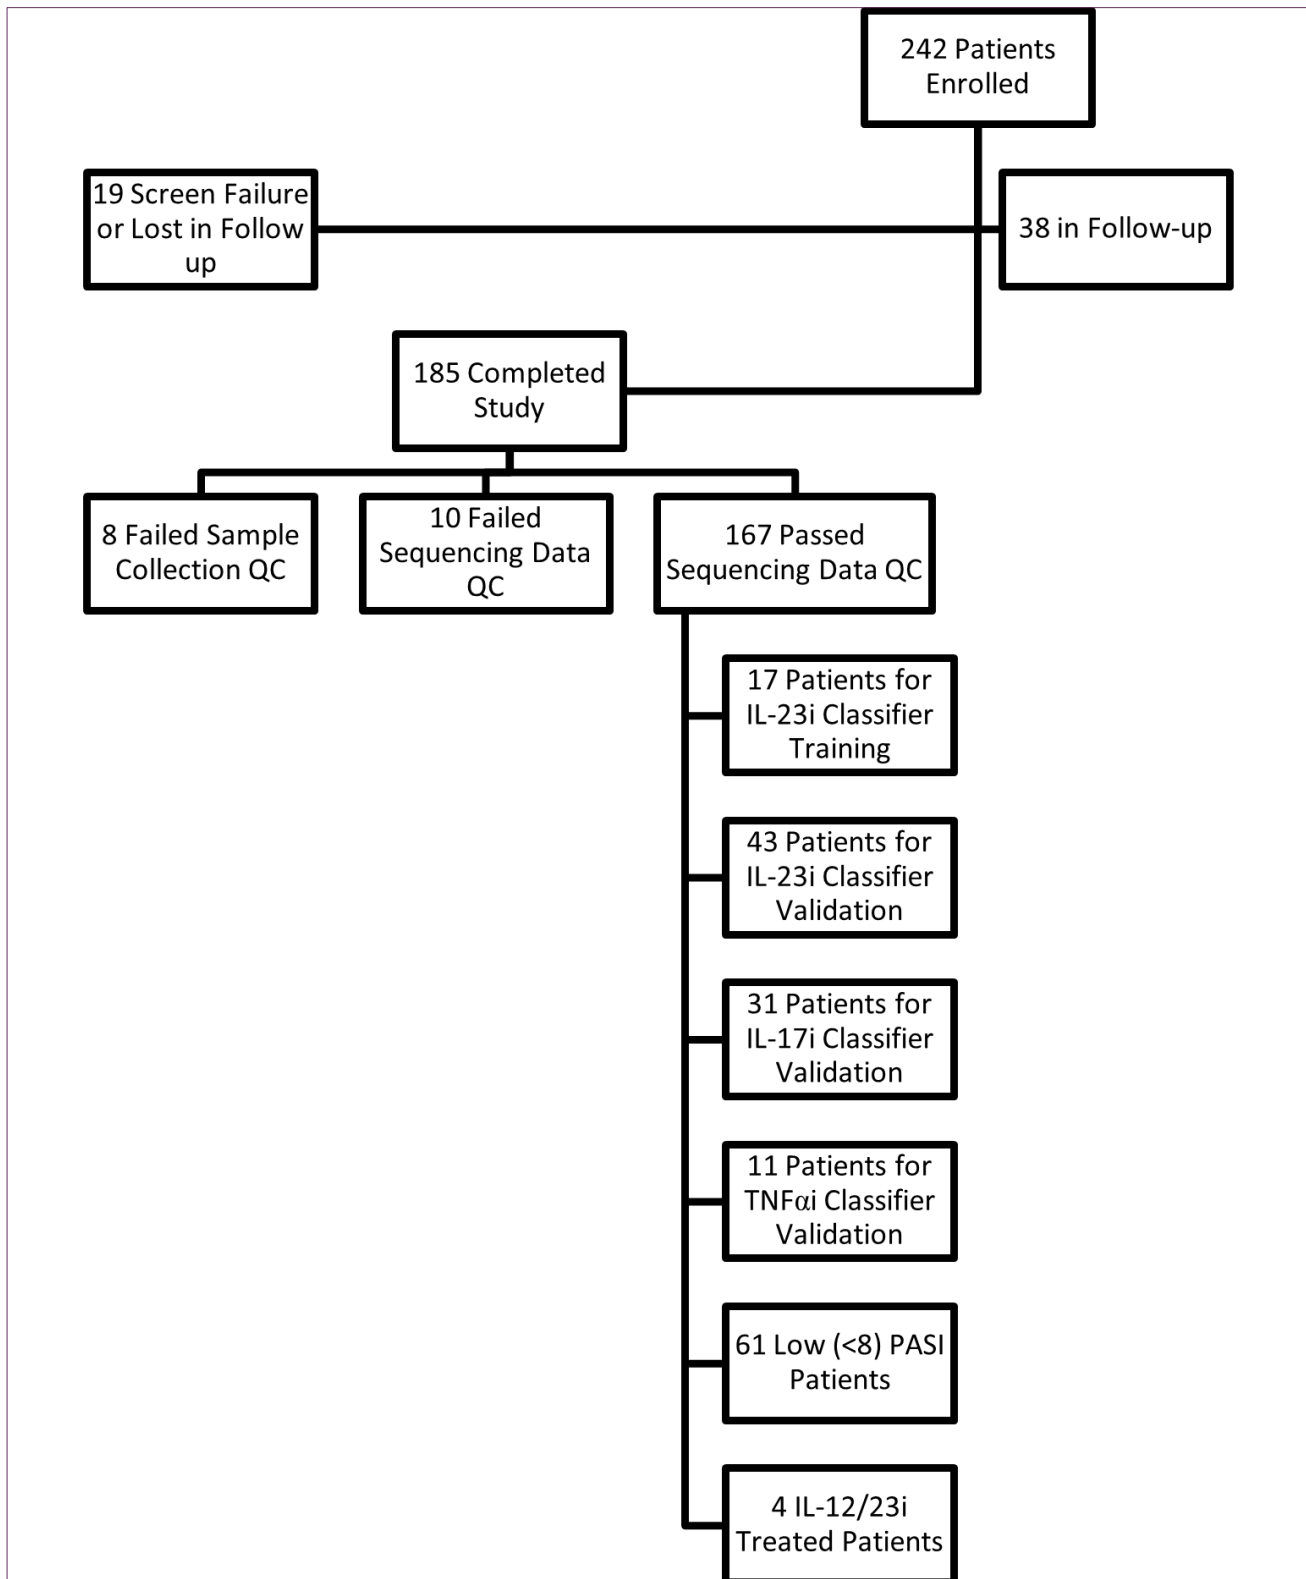 242 Patients
Enrolled
19 Screen Failure
or Lost in Follow
up
38 in Follow-up
185 Completed
Study
8 Failed Sample
Collection QC
10 Failed
Sequencing Data
QC
167 Passed
Sequencing Data QC
17 Patients for
IL-23i Classifier
Training
43 Patients for
IL-23i Classifier
Validation
31 Patients for
IL-17i Classifier
Validation
11 Patients for
TNFαi Classifier
Validation
61 Low (<8) PASI
Patients
4 IL-12/23i
Treated Patients